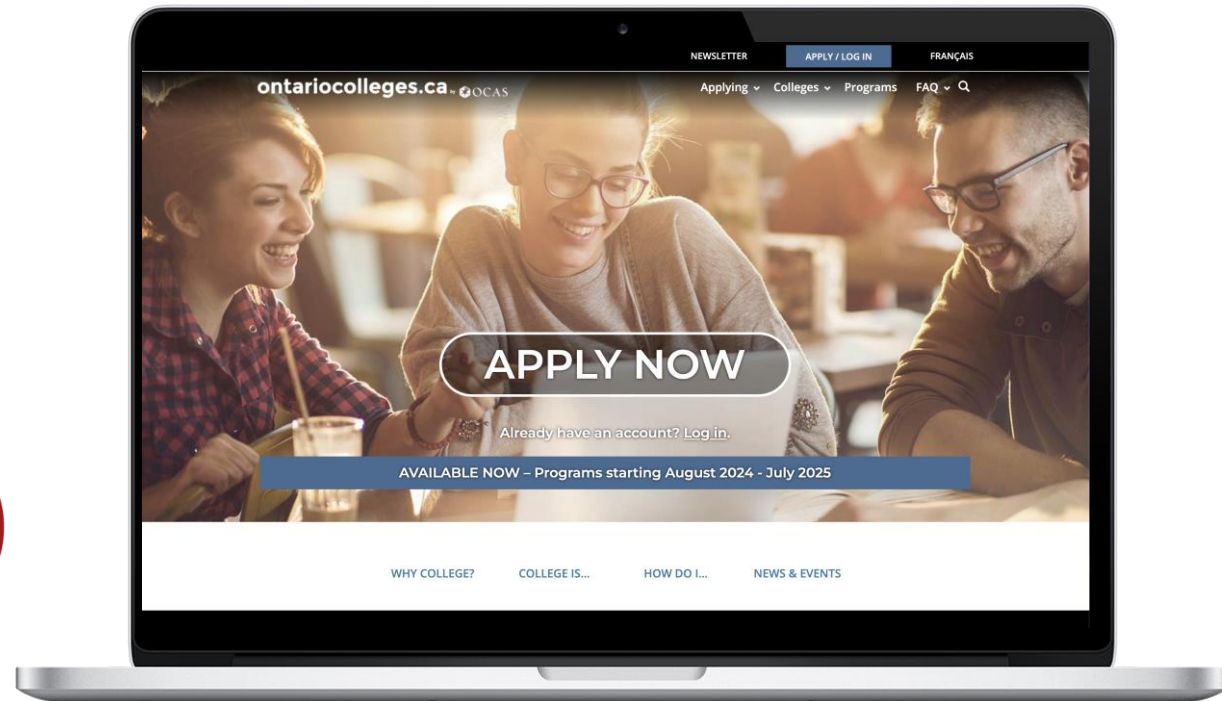 NEWSLETTER APPLY / LOG IN FRANÇAIS
ontariocolleges.ca by OCAS Applying Colleges Programs FAQ
APPLY NOW
Already have an account? Log in.
AVAILABLE NOW – Programs starting August 2024 - July 2025
WHY COLLEGE? COLLEGE IS... HOW DO I... NEWS & EVENTS